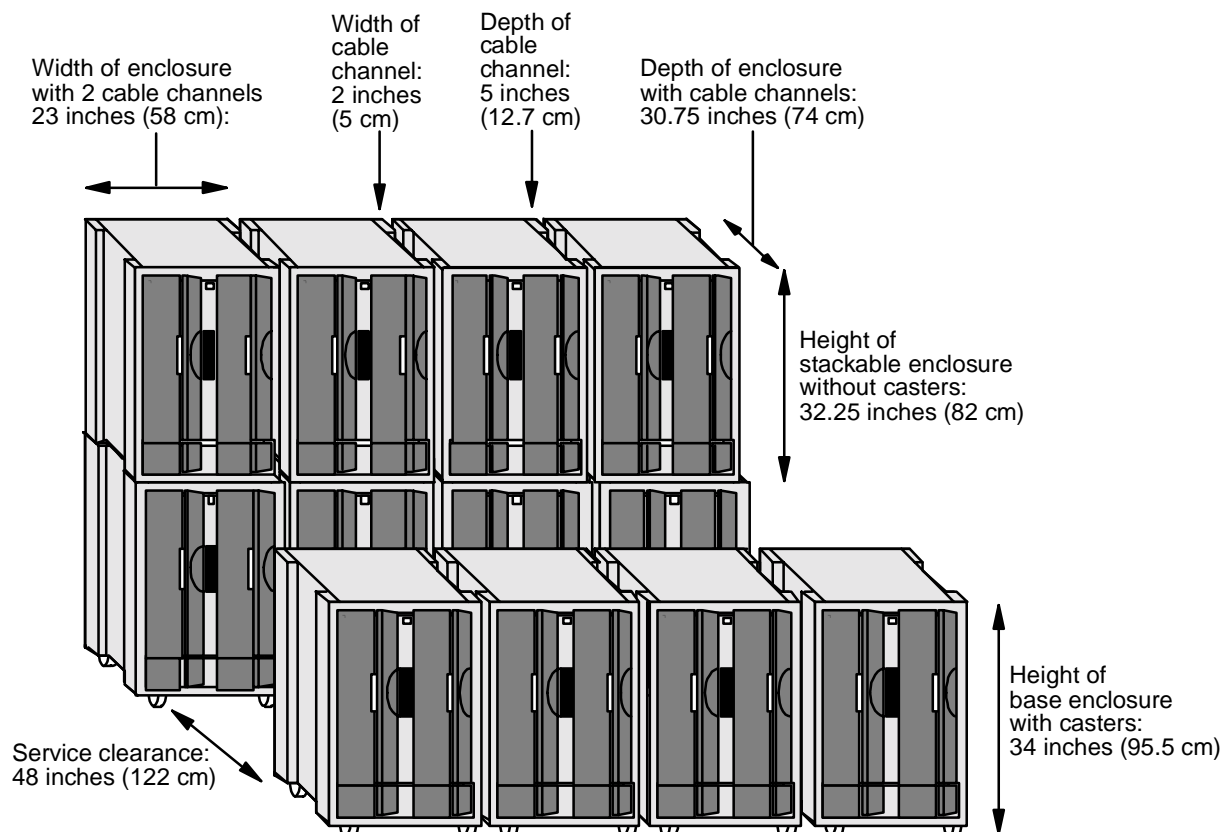 Width of enclosure
with 2 cable channels
23 inches (58 cm):
Width of
cable
channel:
2 inches
(5 cm)
Depth of
cable
channel:
5 inches
(12.7 cm)
Depth of enclosure
with cable channels:
30.75 inches (74 cm)
Height of
stackable enclosure
without casters:
32.25 inches (82 cm)
Height of
base enclosure
with casters:
34 inches (95.5 cm)
Service clearance:
48 inches (122 cm)